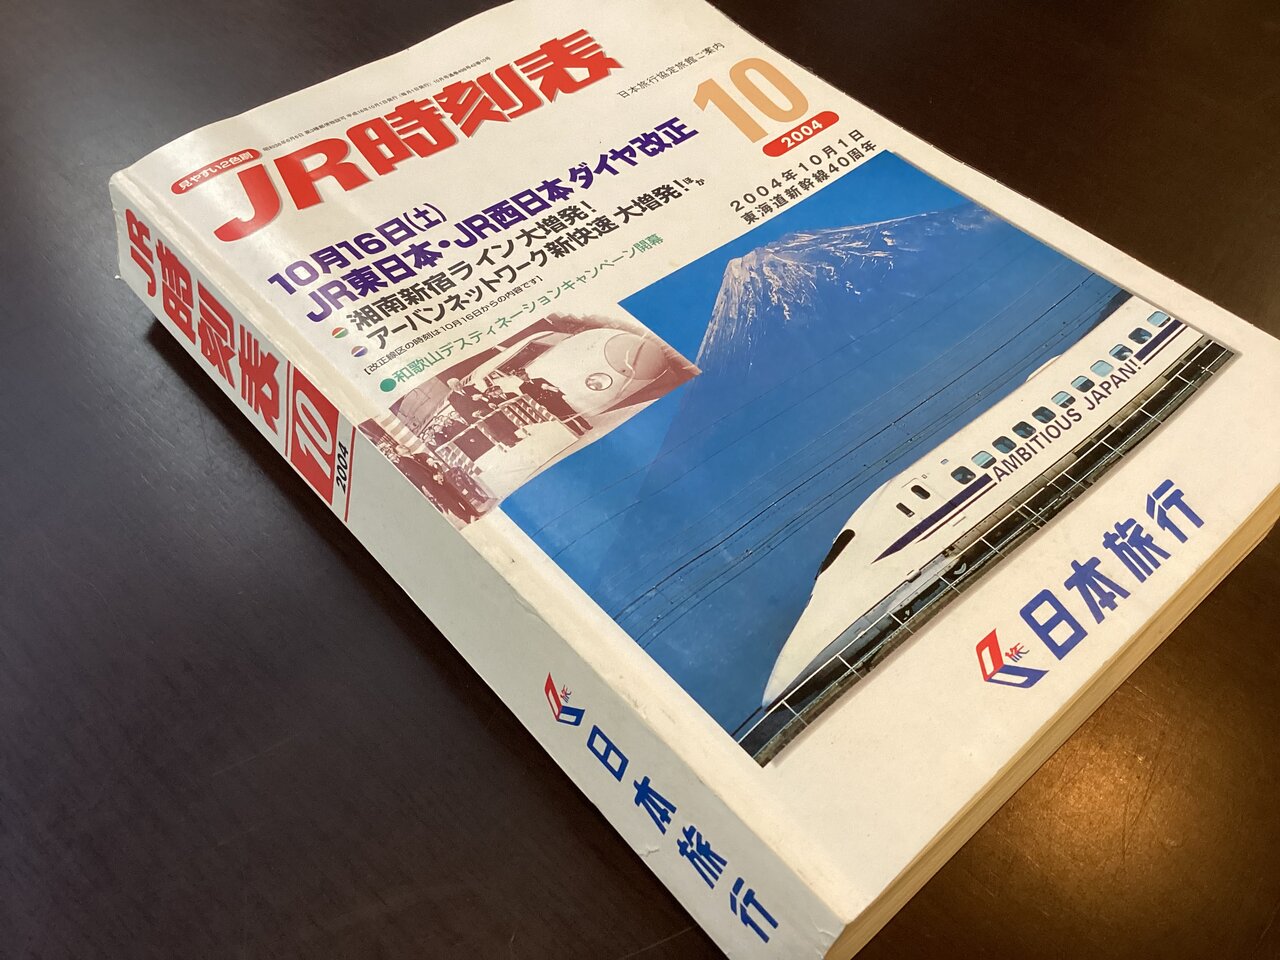 見やすい2色刷
JR時刻表
日本旅行協定旅館ご案内
10
2004
10月16日(土)
JR東日本・JR西日本 ダイヤ改正
湘南新宿ライン 大増発!
アーバンネットワーク新快速 大増発!ほか
【改正線区の時刻は10月16日からの内容です】
●和歌山デスティネーションキャンペーン開幕
2004年10月1日
東海道新幹線40周年
AMBITIOUS JAPAN!
日旅
日本旅行
JR時刻表
10
2004
日旅
日本旅行